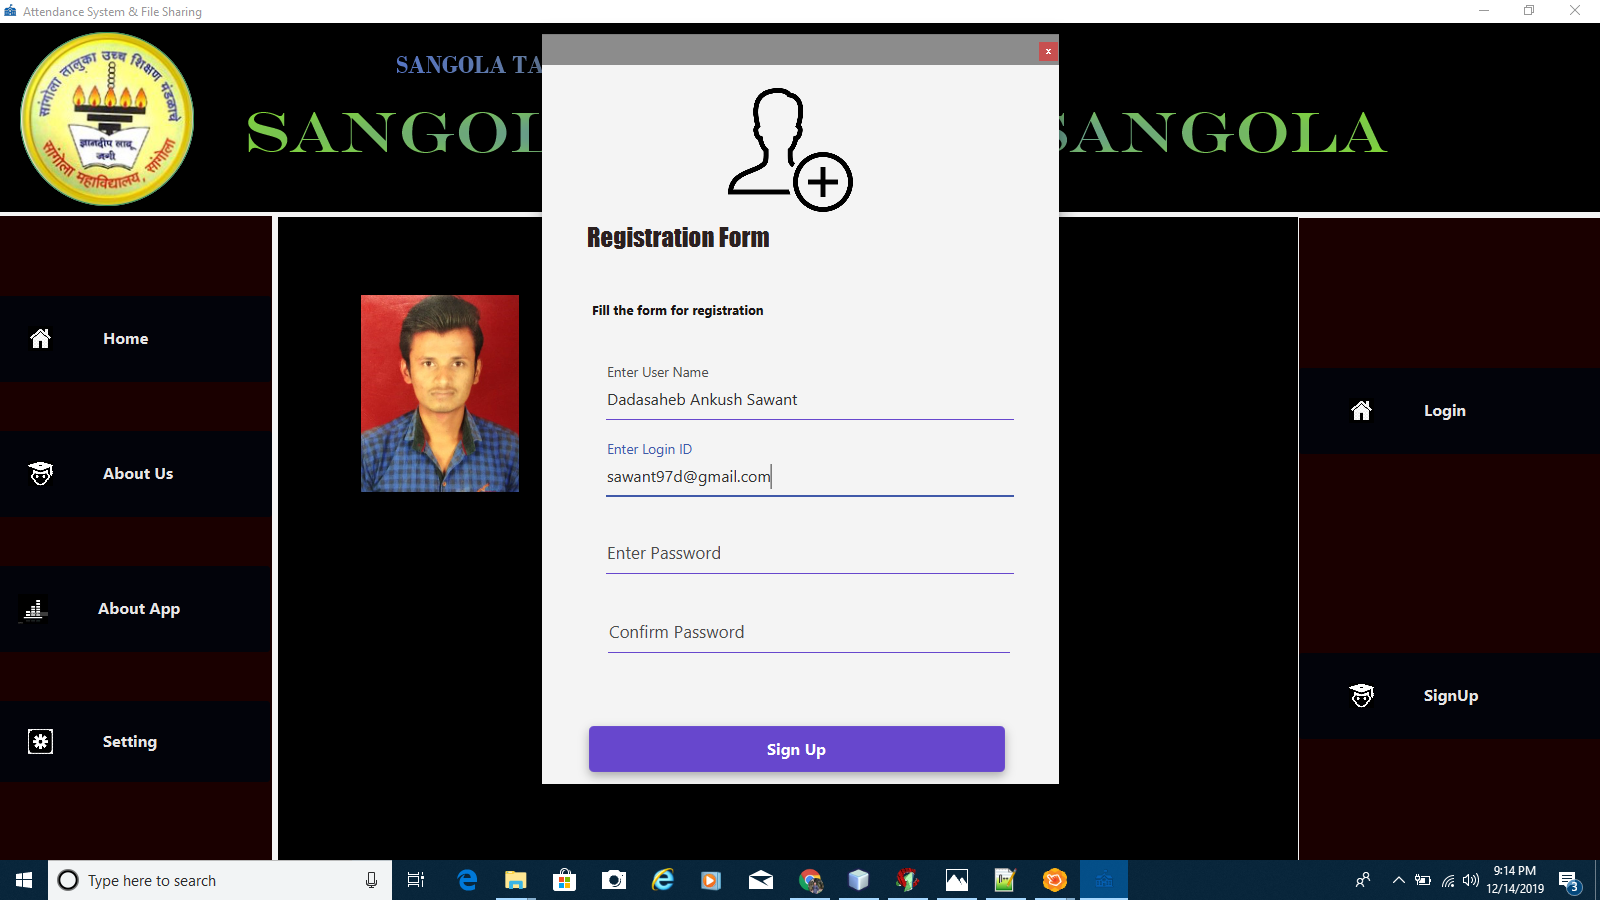 Attendance System & File Sharing
सांगोला तालुका उच्च शिक्षण मंडळाचे
ज्ञानदीप लावू
जगी
सांगोला महाविद्यालय, सांगोला
SANGOLA TA
SANGOL
SANGOLA
x
Registration Form
Fill the form for registration
Enter User Name
Dadasaheb Ankush Sawant
Enter Login ID
sawant97d@gmail.com
Enter Password
Confirm Password
Sign Up
Home
About Us
About App
Setting
Login
SignUp
Type here to search
9:14 PM
12/14/2019
3